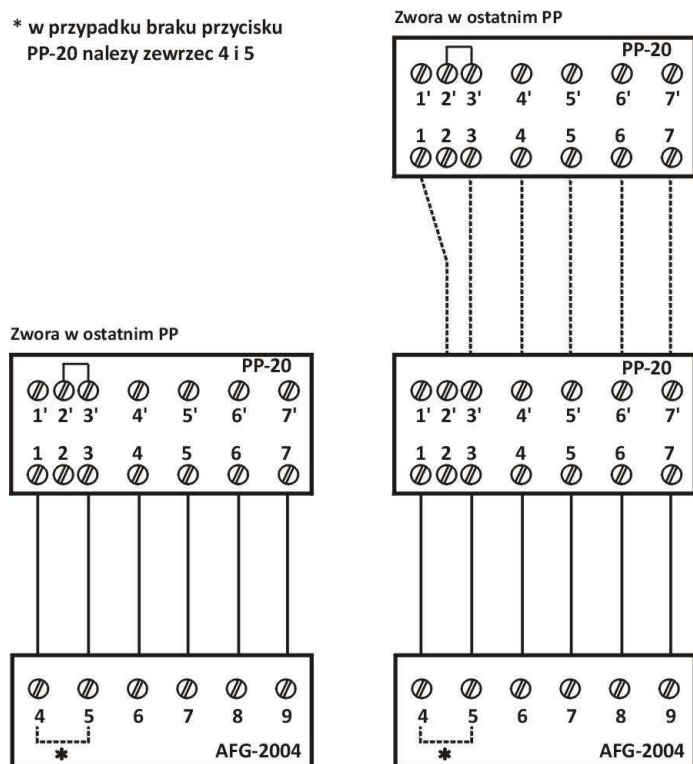 * w przypadku braku przycisku
PP-20 nalezy zewrzec 4 i 5
Zwora w ostatnim PP
PP-20
1' 2' 3' 4' 5' 6' 7'
1 2 3 4 5 6 7
Zwora w ostatnim PP
PP-20
1' 2' 3' 4' 5' 6' 7'
1 2 3 4 5 6 7
PP-20
1' 2' 3' 4' 5' 6' 7'
1 2 3 4 5 6 7
4 5 6 7 8 9
* AFG-2004
4 5 6 7 8 9
* AFG-2004